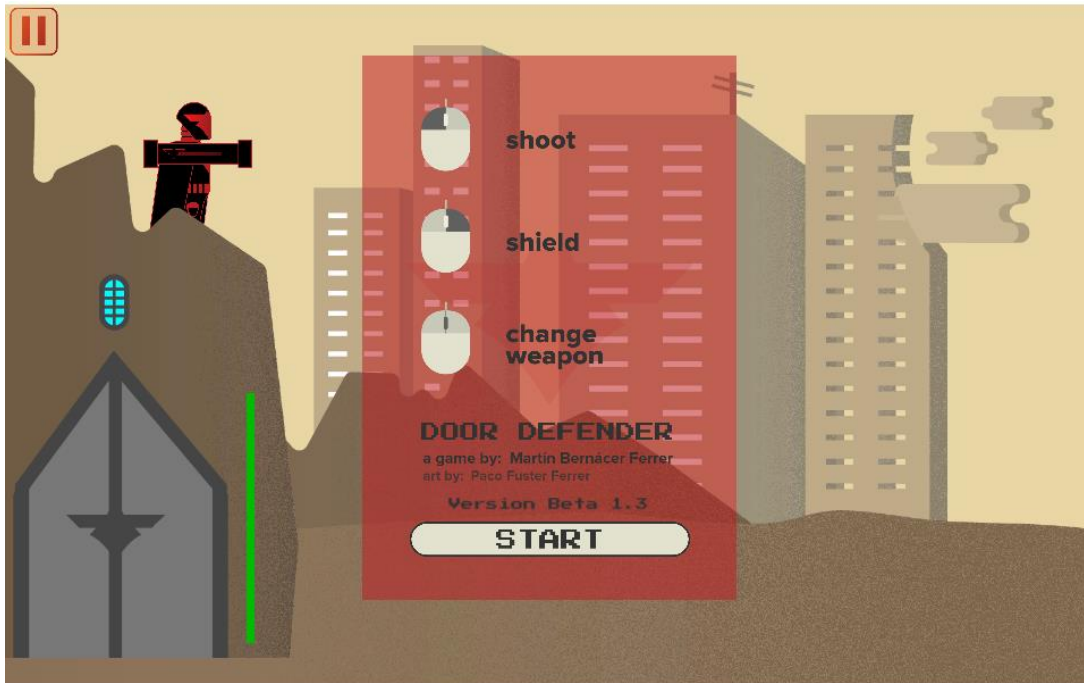 shoot
shield
change
weapon
DOOR DEFENDER
a game by: Martín Bernácer Ferrer
art by: Paco Fuster Ferrer
Version Beta 1.3
START